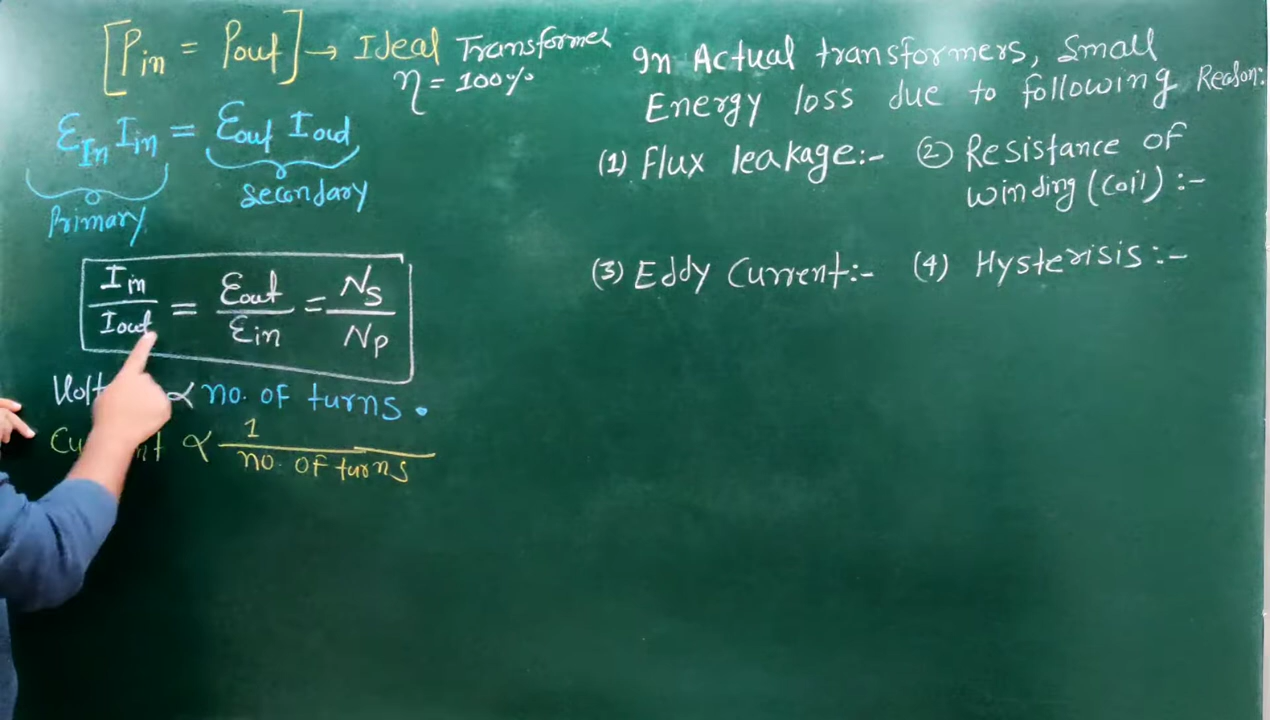 [Pin = Pout] → Ideal Transformer
η = 100%
εIn Iin = εout Iout
Primary
secondary
Iin/Iout = εout/εin = Ns/Np
∝ no. of turns.
∝ 1/no. of turns
In Actual transformers, Small
Energy loss due to following Reason:
(1) Flux leakage:-
② Resistance of
winding (Coil) :-
(3) Eddy Current:-
(4) Hysterisis :-